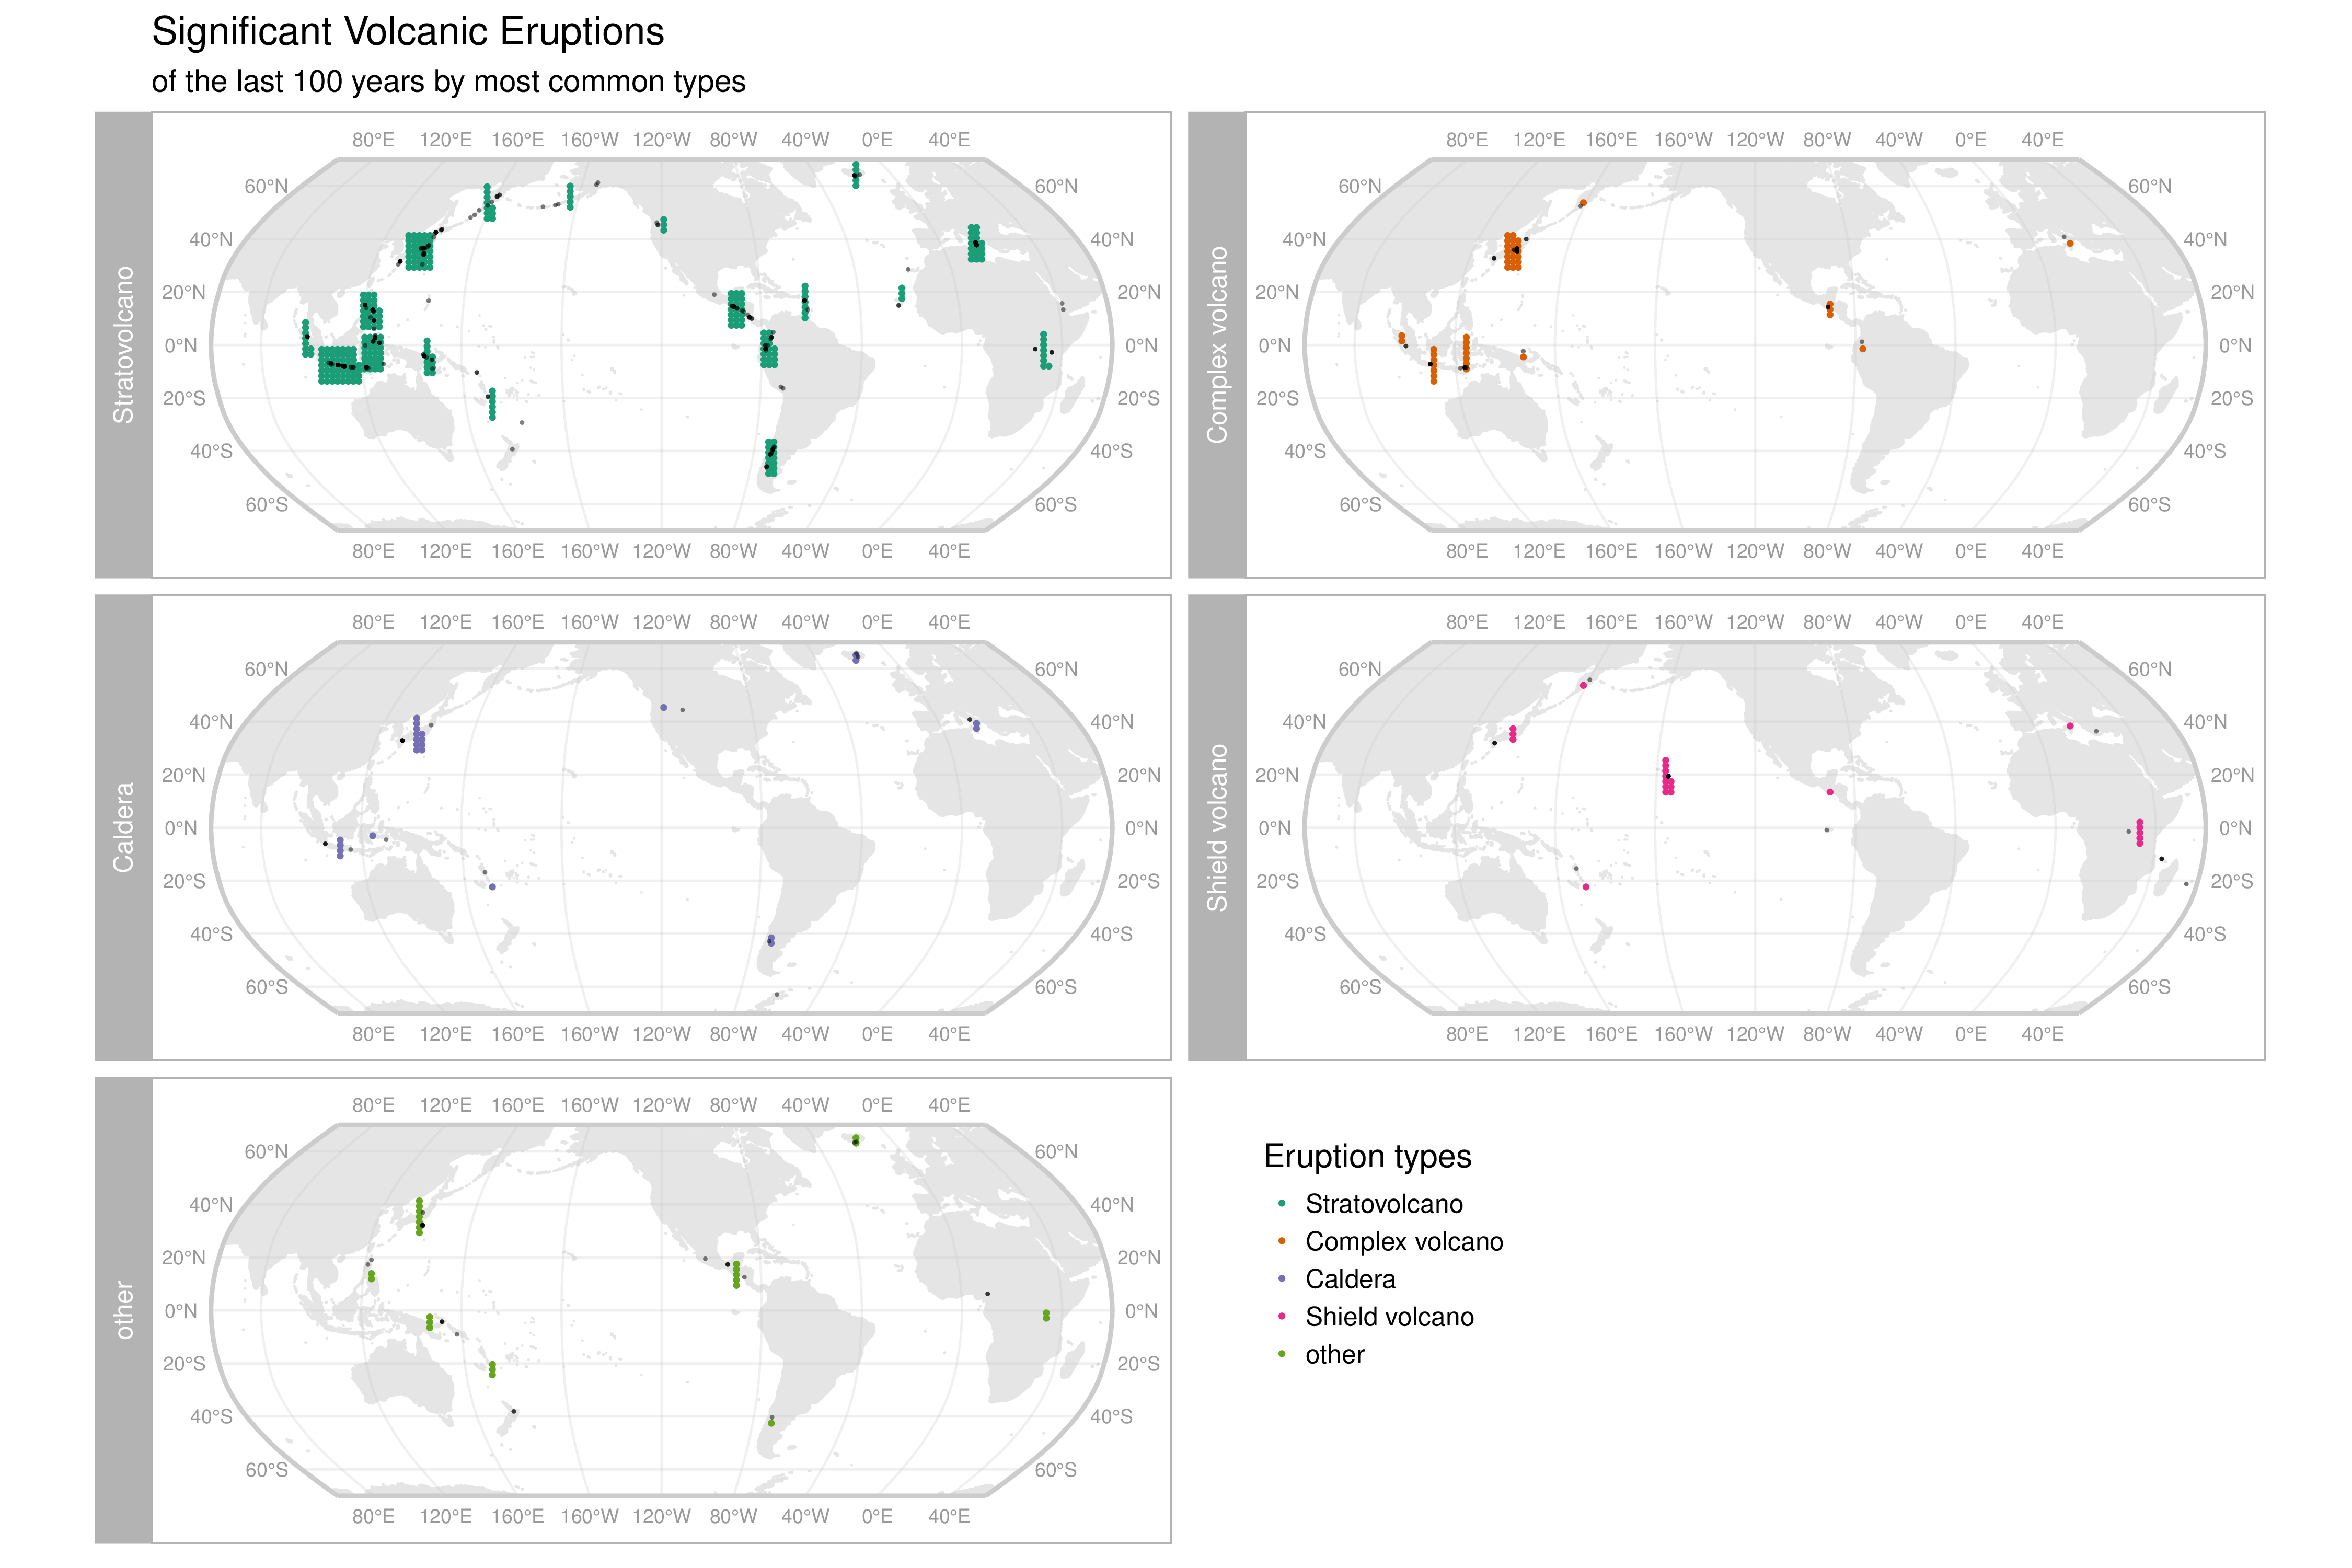 Significant Volcanic Eruptions
of the last 100 years by most common types
Stratovolcano
80°E 120°E 160°E 160°W 120°W 80°W 40°W 0°E 40°E
60°N 60°N
40°N 40°N
20°N 20°N
0°N 0°N
20°S 20°S
40°S 40°S
60°S 60°S
80°E 120°E 160°E 160°W 120°W 80°W 40°W 0°E 40°E
Complex volcano
80°E 120°E 160°E 160°W 120°W 80°W 40°W 0°E 40°E
60°N 60°N
40°N 40°N
20°N 20°N
0°N 0°N
20°S 20°S
40°S 40°S
60°S 60°S
80°E 120°E 160°E 160°W 120°W 80°W 40°W 0°E 40°E
Caldera
80°E 120°E 160°E 160°W 120°W 80°W 40°W 0°E 40°E
60°N 60°N
40°N 40°N
20°N 20°N
0°N 0°N
20°S 20°S
40°S 40°S
60°S 60°S
80°E 120°E 160°E 160°W 120°W 80°W 40°W 0°E 40°E
Shield volcano
80°E 120°E 160°E 160°W 120°W 80°W 40°W 0°E 40°E
60°N 60°N
40°N 40°N
20°N 20°N
0°N 0°N
20°S 20°S
40°S 40°S
60°S 60°S
80°E 120°E 160°E 160°W 120°W 80°W 40°W 0°E 40°E
other
80°E 120°E 160°E 160°W 120°W 80°W 40°W 0°E 40°E
60°N 60°N
40°N 40°N
20°N 20°N
0°N 0°N
20°S 20°S
40°S 40°S
60°S 60°S
80°E 120°E 160°E 160°W 120°W 80°W 40°W 0°E 40°E
Eruption types
Stratovolcano
Complex volcano
Caldera
Shield volcano
other